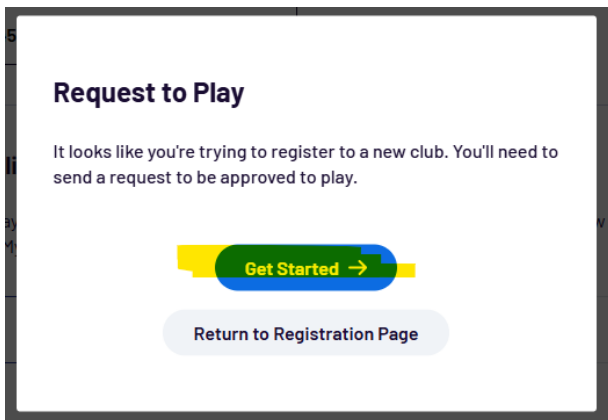 Request to Play
It looks like you're trying to register to a new club. You'll need to
send a request to be approved to play.
Get Started →
Return to Registration Page